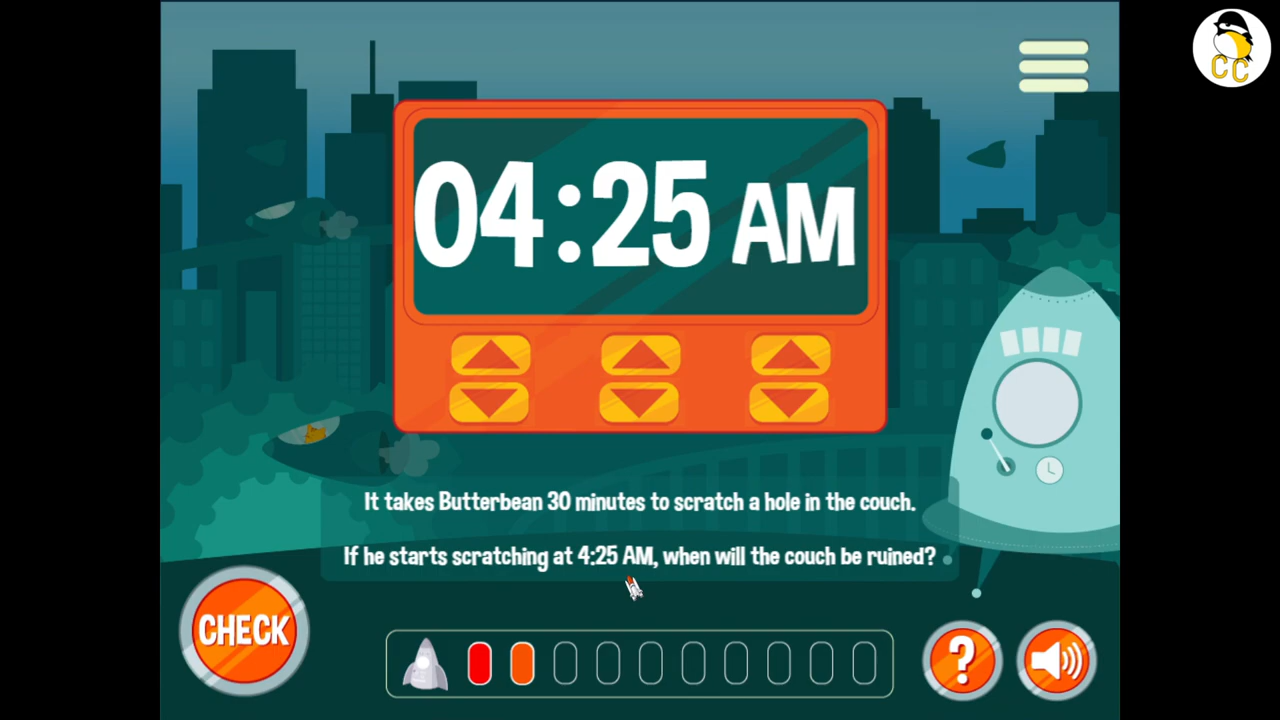 CC
04:25 AM
It takes Butterbean 30 minutes to scratch a hole in the couch.
If he starts scratching at 4:25 AM, when will the couch be ruined?
CHECK
?